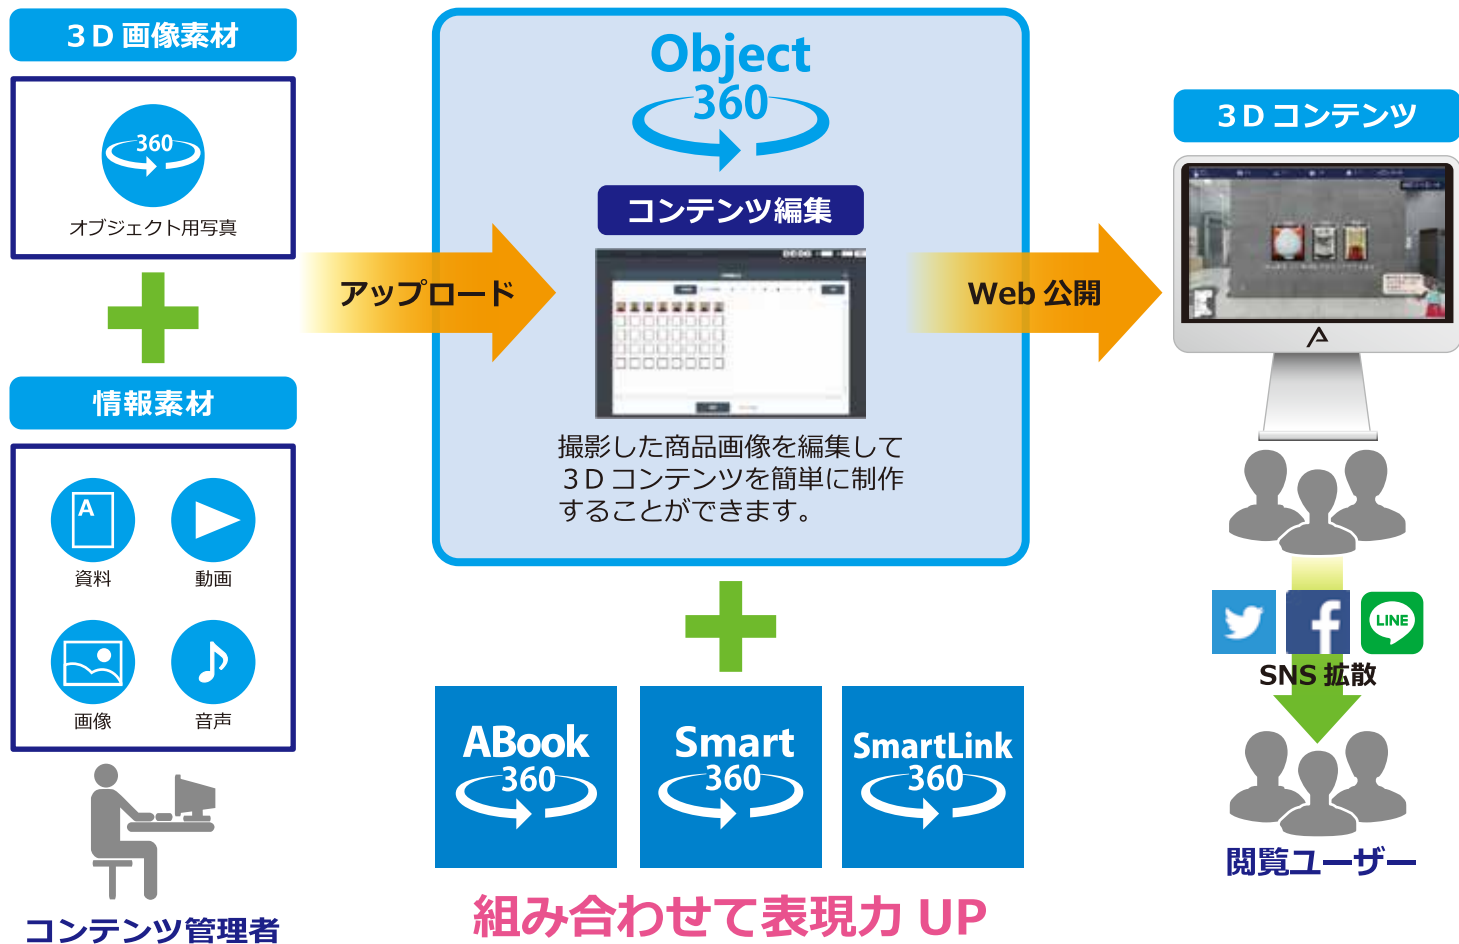 3D 画像素材
360
オブジェクト用写真
情報素材
A
資料
動画
画像
音声
コンテンツ管理者
アップロード
Object
360
コンテンツ編集
撮影した商品画像を編集して
3D コンテンツを簡単に制作
することができます。
ABook
360
Smart
360
SmartLink
360
組み合わせて表現力 UP
Web 公開
3D コンテンツ
LINE
SNS 拡散
閲覧ユーザー